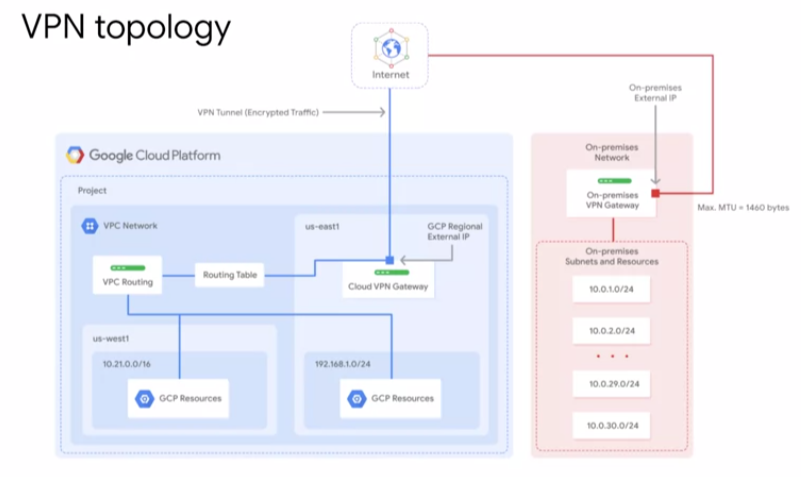 VPN topology
Internet
On-premises
External IP
VPN Tunnel (Encrypted Traffic)
Google Cloud Platform
On-premises
Network
Project
On-premises
VPN Gateway
Max. MTU = 1460 bytes
VPC Network
us-east1
GCP Regional
External IP
VPC Routing
Routing Table
Cloud VPN Gateway
On-premises
Subnets and Resources
10.0.1.0/24
10.0.2.0/24
us-west1
10.21.0.0/16
192.168.1.0/24
10.0.29.0/24
GCP Resources
GCP Resources
10.0.30.0/24